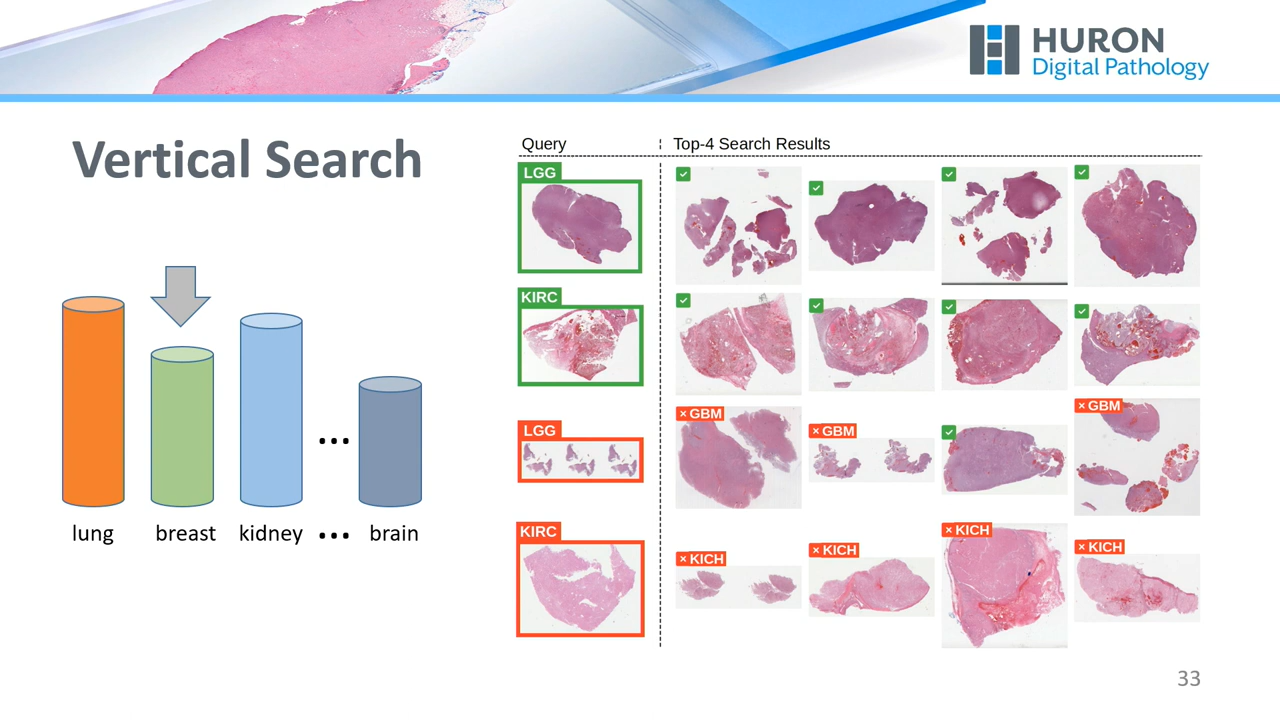 HURON
Digital Pathology
Vertical Search
lung breast kidney ... brain
...
Query
Top-4 Search Results
LGG
KIRC
LGG
× GBM
× GBM
× GBM
KIRC
× KICH
× KICH
× KICH
× KICH
33